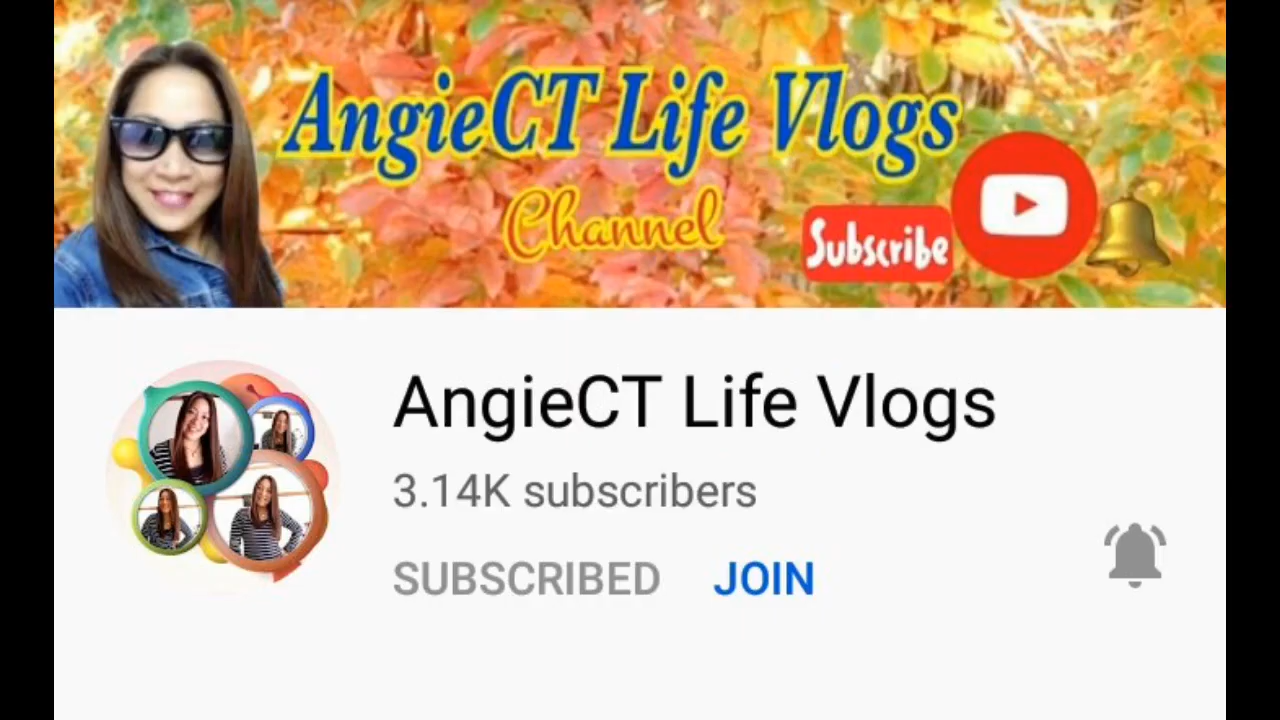 AngieCT Life Vlogs
Channel
Subscribe
AngieCT Life Vlogs
3.14K subscribers
SUBSCRIBED JOIN